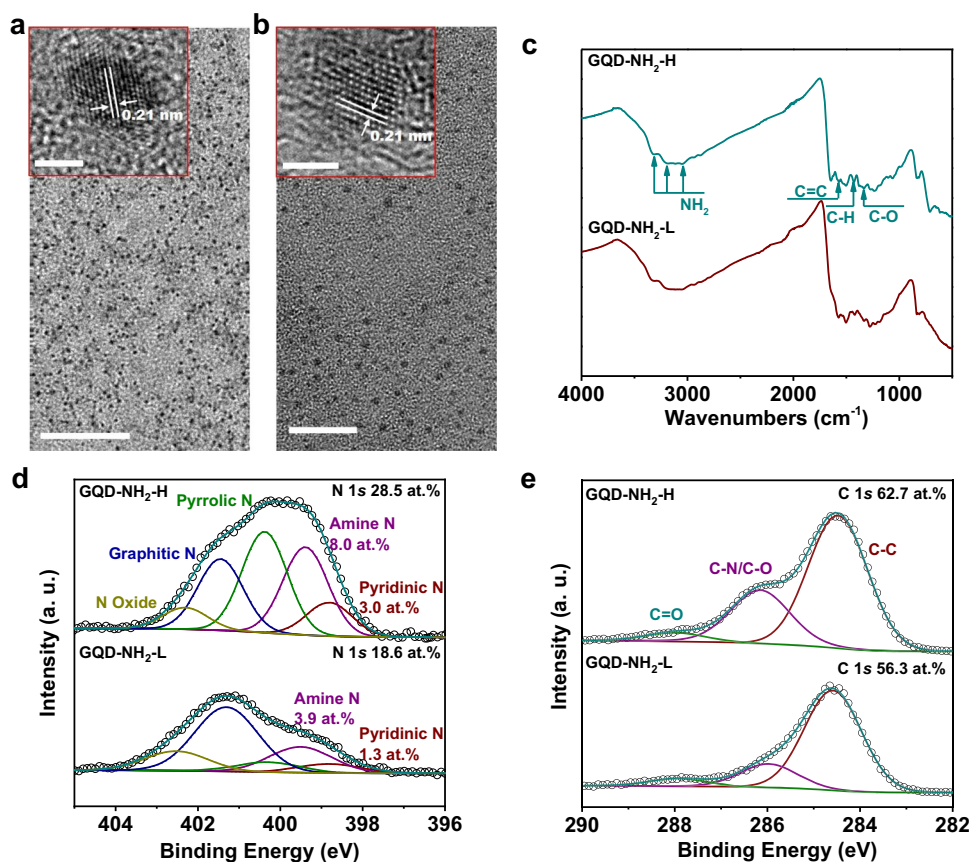 a
0.21 nm
b
0.21 nm
c
GQD-NH₂-H
NH₂
C=C
C-H
C-O
GQD-NH₂-L
4000 3000 2000 1000
Wavenumbers (cm⁻¹)
d
GQD-NH₂-H
N 1s 28.5 at.%
Pyrrolic N
Amine N
8.0 at.%
Graphitic N
Pyridinic N
3.0 at.%
N Oxide
GQD-NH₂-L
N 1s 18.6 at.%
Amine N
3.9 at.%
Pyridinic N
1.3 at.%
Intensity (a. u.)
404 402 400 398 396
Binding Energy (eV)
e
GQD-NH₂-H
C 1s 62.7 at.%
C-C
C-N/C-O
C=O
GQD-NH₂-L
C 1s 56.3 at.%
Intensity (a. u.)
290 288 286 284 282
Binding Energy (eV)